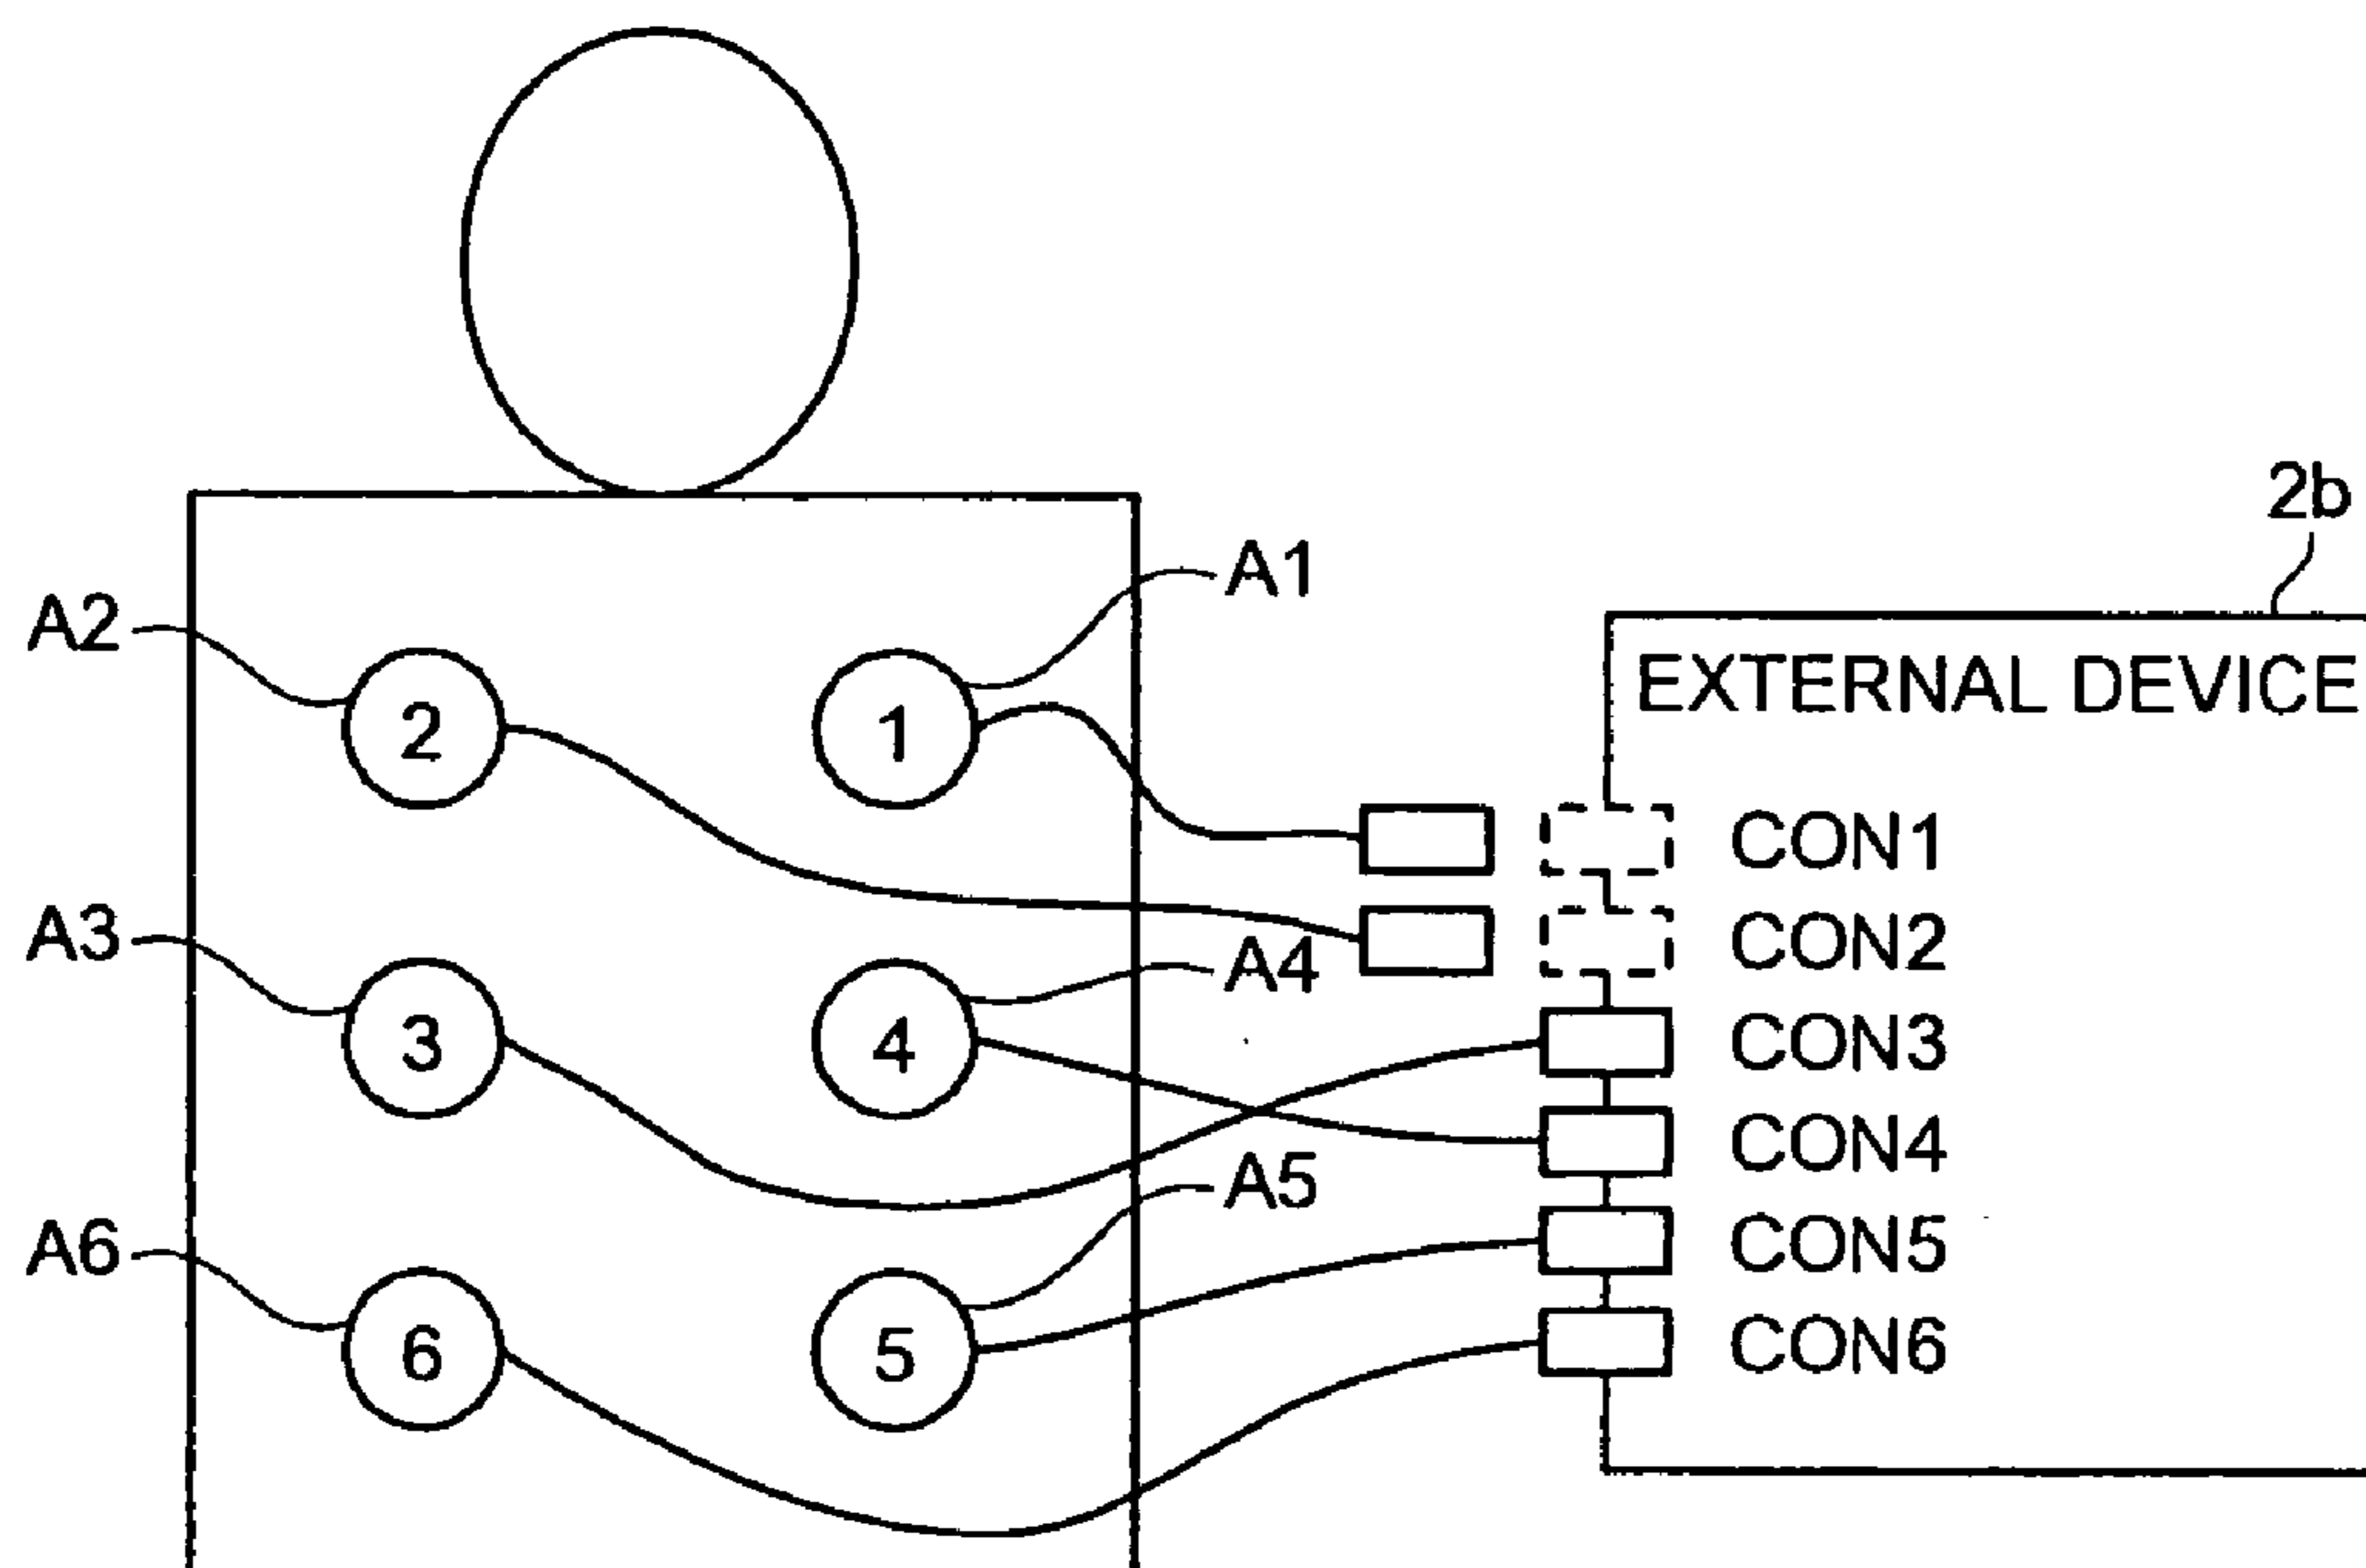 2b
A1
A2
EXTERNAL DEVICE
2
1
CON1
CON2
A3
A4
3
4
CON3
CON4
A5
A6
CON5
6
5
CON6